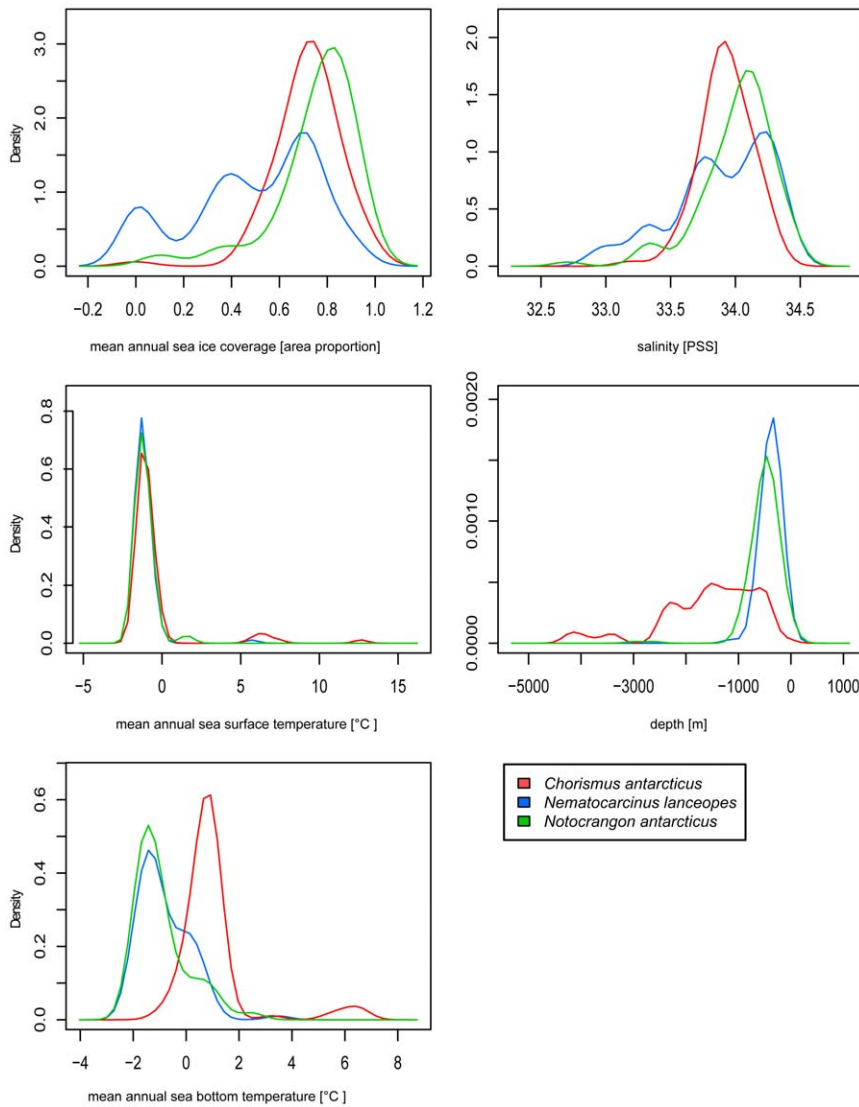 Density
0.0 1.0 2.0 3.0
−0.2 0.0 0.2 0.4 0.6 0.8 1.0 1.2
mean annual sea ice coverage [area proportion]
0.0 0.5 1.0 1.5 2.0
32.5 33.0 33.5 34.0 34.5
salinity [PSS]
Density
0.0 0.2 0.4 0.6 0.8
−5 0 5 10 15
mean annual sea surface temperature [°C ]
0.0000 0.0010 0.0020
−5000 −3000 −1000 0 1000
depth [m]
Density
0.0 0.2 0.4 0.6
−4 −2 0 2 4 6 8
mean annual sea bottom temperature [°C ]
Chorismus antarcticus
Nematocarcinus lanceopes
Notocrangon antarcticus